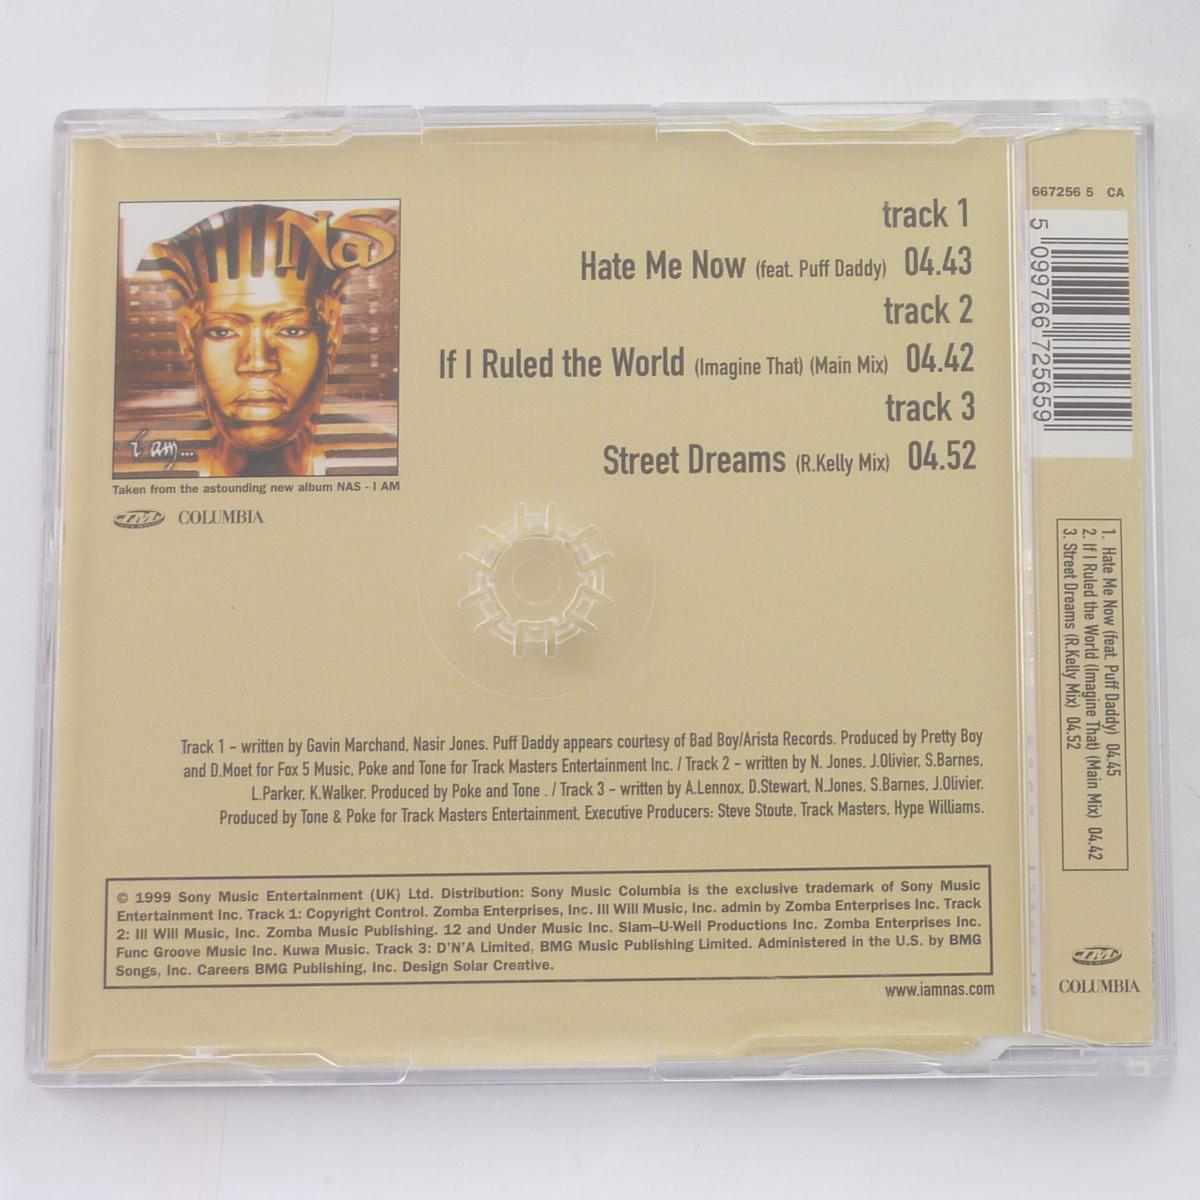 NaS
i am...
Taken from the astounding new album NAS - I AM
COLUMBIA
track 1
Hate Me Now (feat. Puff Daddy) 04.43
track 2
If I Ruled the World (Imagine That) (Main Mix) 04.42
track 3
Street Dreams (R.Kelly Mix) 04.52
Track 1 – written by Gavin Marchand, Nasir Jones. Puff Daddy appears courtesy of Bad Boy/Arista Records. Produced by Pretty Boy
and D.Moet for Fox 5 Music, Poke and Tone for Track Masters Entertainment Inc. / Track 2 – written by N. Jones, J.Olivier, S.Barnes,
L.Parker, K.Walker. Produced by Poke and Tone . / Track 3 – written by A.Lennox, D.Stewart, N.Jones, S.Barnes, J.Olivier.
Produced by Tone & Poke for Track Masters Entertainment, Executive Producers: Steve Stoute, Track Masters, Hype Williams.
© 1999 Sony Music Entertainment (UK) Ltd. Distribution: Sony Music Columbia is the exclusive trademark of Sony Music
Entertainment Inc. Track 1: Copyright Control. Zomba Enterprises, Inc. Ill Will Music, Inc. admin by Zomba Enterprises Inc. Track
2: Ill Will Music, Inc. Zomba Music Publishing. 12 and Under Music Inc. Slam–U–Well Productions Inc. Zomba Enterprises Inc.
Func Groove Music Inc. Kuwa Music. Track 3: D'N'A Limited, BMG Music Publishing Limited. Administered in the U.S. by BMG
Songs, Inc. Careers BMG Publishing, Inc. Design Solar Creative.
www.iamnas.com
667256 5 CA
5 099766 725659
1. Hate Me Now (feat. Puff Daddy) 04.45
2. If I Ruled the World (Imagine That) (Main Mix) 04.42
3. Street Dreams (R.Kelly Mix) 04.52
COLUMBIA